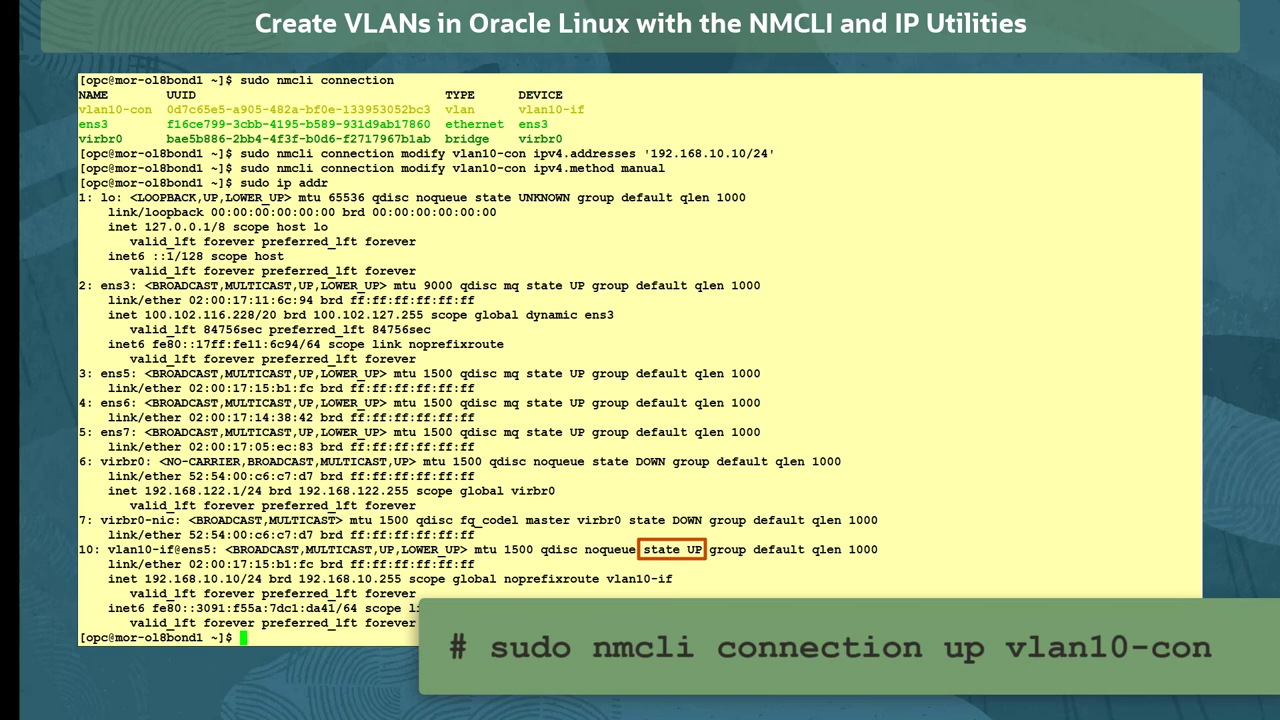 Create VLANs in Oracle Linux with the NMCLI and IP Utilities
[opc@mor-ol8bond1 ~]$ sudo nmcli connection
NAME UUID TYPE DEVICE
vlan10-con 0d7c65e5-a905-482a-bf0e-133953052bc3 vlan vlan10-if
ens3 f16ce799-3cbb-4195-b589-931d9ab17860 ethernet ens3
virbr0 bae5b886-2bb4-4f3f-b0d6-f2717967b1ab bridge virbr0
[opc@mor-ol8bond1 ~]$ sudo nmcli connection modify vlan10-con ipv4.addresses '192.168.10.10/24'
[opc@mor-ol8bond1 ~]$ sudo nmcli connection modify vlan10-con ipv4.method manual
[opc@mor-ol8bond1 ~]$ sudo ip addr
1: lo: <LOOPBACK,UP,LOWER_UP> mtu 65536 qdisc noqueue state UNKNOWN group default qlen 1000
link/loopback 00:00:00:00:00:00 brd 00:00:00:00:00:00
inet 127.0.0.1/8 scope host lo
valid_lft forever preferred_lft forever
inet6 ::1/128 scope host
valid_lft forever preferred_lft forever
2: ens3: <BROADCAST,MULTICAST,UP,LOWER_UP> mtu 9000 qdisc mq state UP group default qlen 1000
link/ether 02:00:17:11:6c:94 brd ff:ff:ff:ff:ff:ff
inet 100.102.116.228/20 brd 100.102.127.255 scope global dynamic ens3
valid_lft 84756sec preferred_lft 84756sec
inet6 fe80::17ff:fe11:6c94/64 scope link noprefixroute
valid_lft forever preferred_lft forever
3: ens5: <BROADCAST,MULTICAST,UP,LOWER_UP> mtu 1500 qdisc mq state UP group default qlen 1000
link/ether 02:00:17:15:b1:fc brd ff:ff:ff:ff:ff:ff
4: ens6: <BROADCAST,MULTICAST,UP,LOWER_UP> mtu 1500 qdisc mq state UP group default qlen 1000
link/ether 02:00:17:14:38:42 brd ff:ff:ff:ff:ff:ff
5: ens7: <BROADCAST,MULTICAST,UP,LOWER_UP> mtu 1500 qdisc mq state UP group default qlen 1000
link/ether 02:00:17:05:ec:83 brd ff:ff:ff:ff:ff:ff
6: virbr0: <NO-CARRIER,BROADCAST,MULTICAST,UP> mtu 1500 qdisc noqueue state DOWN group default qlen 1000
link/ether 52:54:00:c6:c7:d7 brd ff:ff:ff:ff:ff:ff
inet 192.168.122.1/24 brd 192.168.122.255 scope global virbr0
valid_lft forever preferred_lft forever
7: virbr0-nic: <BROADCAST,MULTICAST> mtu 1500 qdisc fq_codel master virbr0 state DOWN group default qlen 1000
link/ether 52:54:00:c6:c7:d7 brd ff:ff:ff:ff:ff:ff
10: vlan10-if@ens5: <BROADCAST,MULTICAST,UP,LOWER_UP> mtu 1500 qdisc noqueue state UP group default qlen 1000
link/ether 02:00:17:15:b1:fc brd ff:ff:ff:ff:ff:ff
inet 192.168.10.10/24 brd 192.168.10.255 scope global noprefixroute vlan10-if
valid_lft forever preferred_lft forever
inet6 fe80::3091:f55a:7dc1:da41/64 scope
valid_lft forever preferred_lft forever
[opc@mor-ol8bond1 ~]$
# sudo nmcli connection up vlan10-con